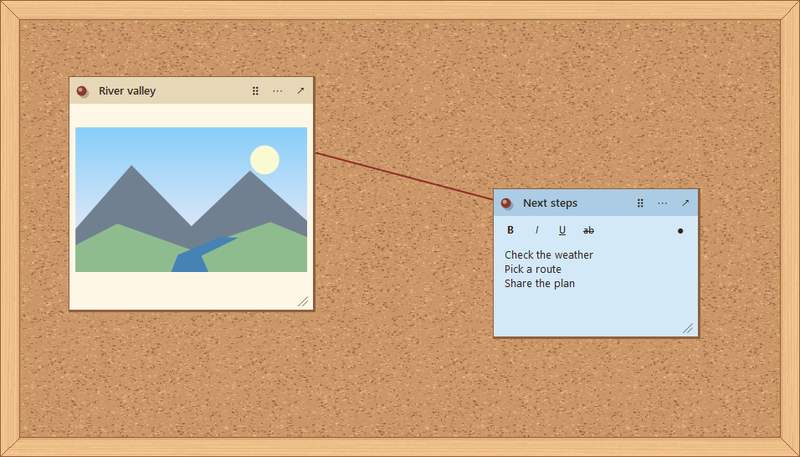 River valley
Next steps
B I U ab
Check the weather
Pick a route
Share the plan